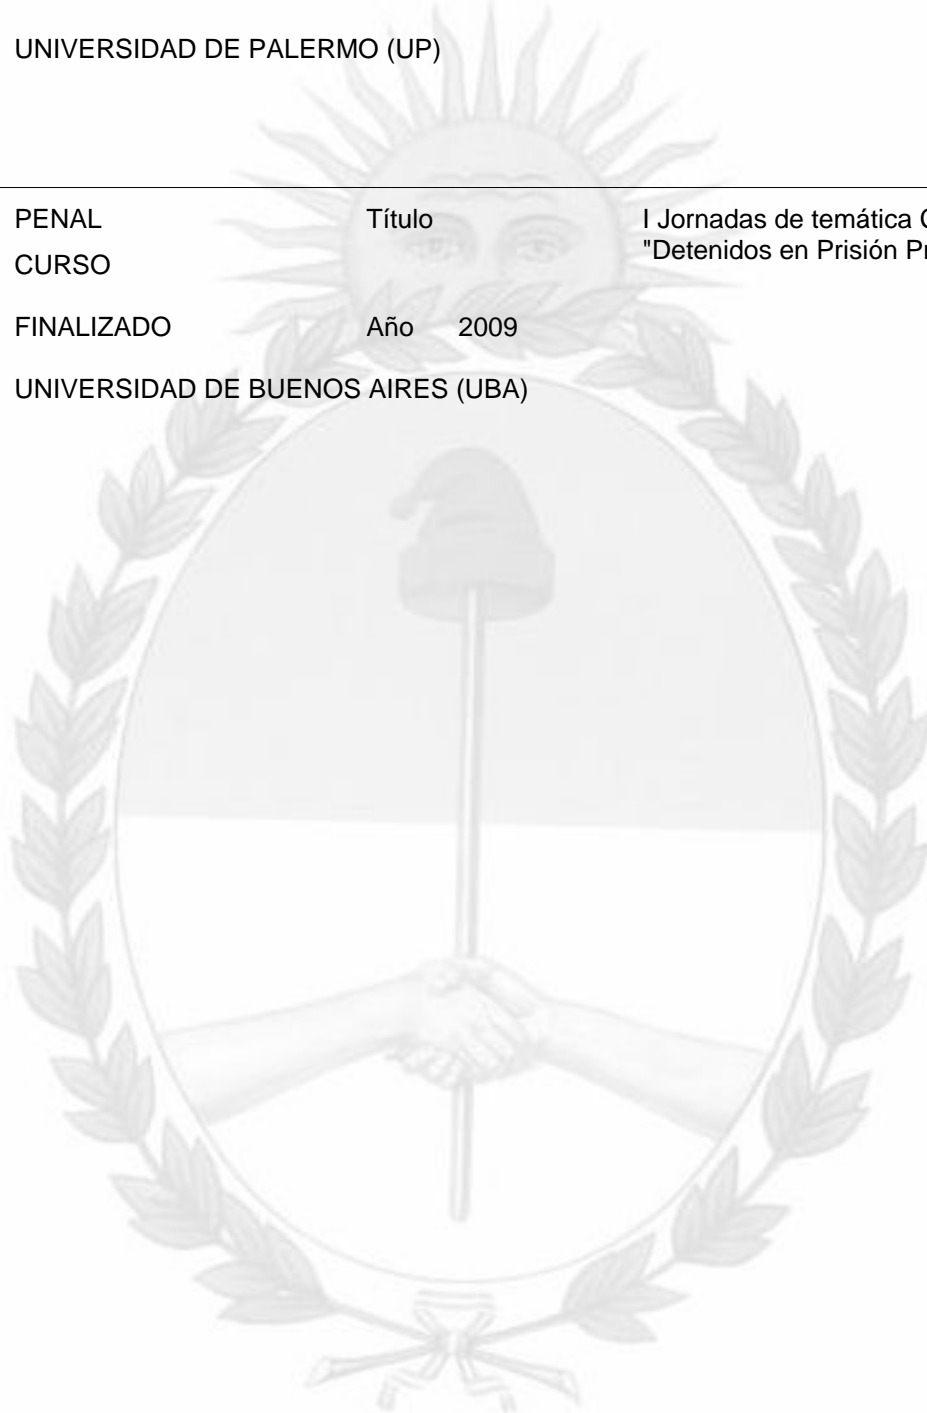 UNIVERSIDAD DE PALERMO (UP)
PENAL Título I Jornadas de temática
CURSO "Detenidos en Prisión
FINALIZADO Año 2009
UNIVERSIDAD DE BUENOS AIRES (UBA)